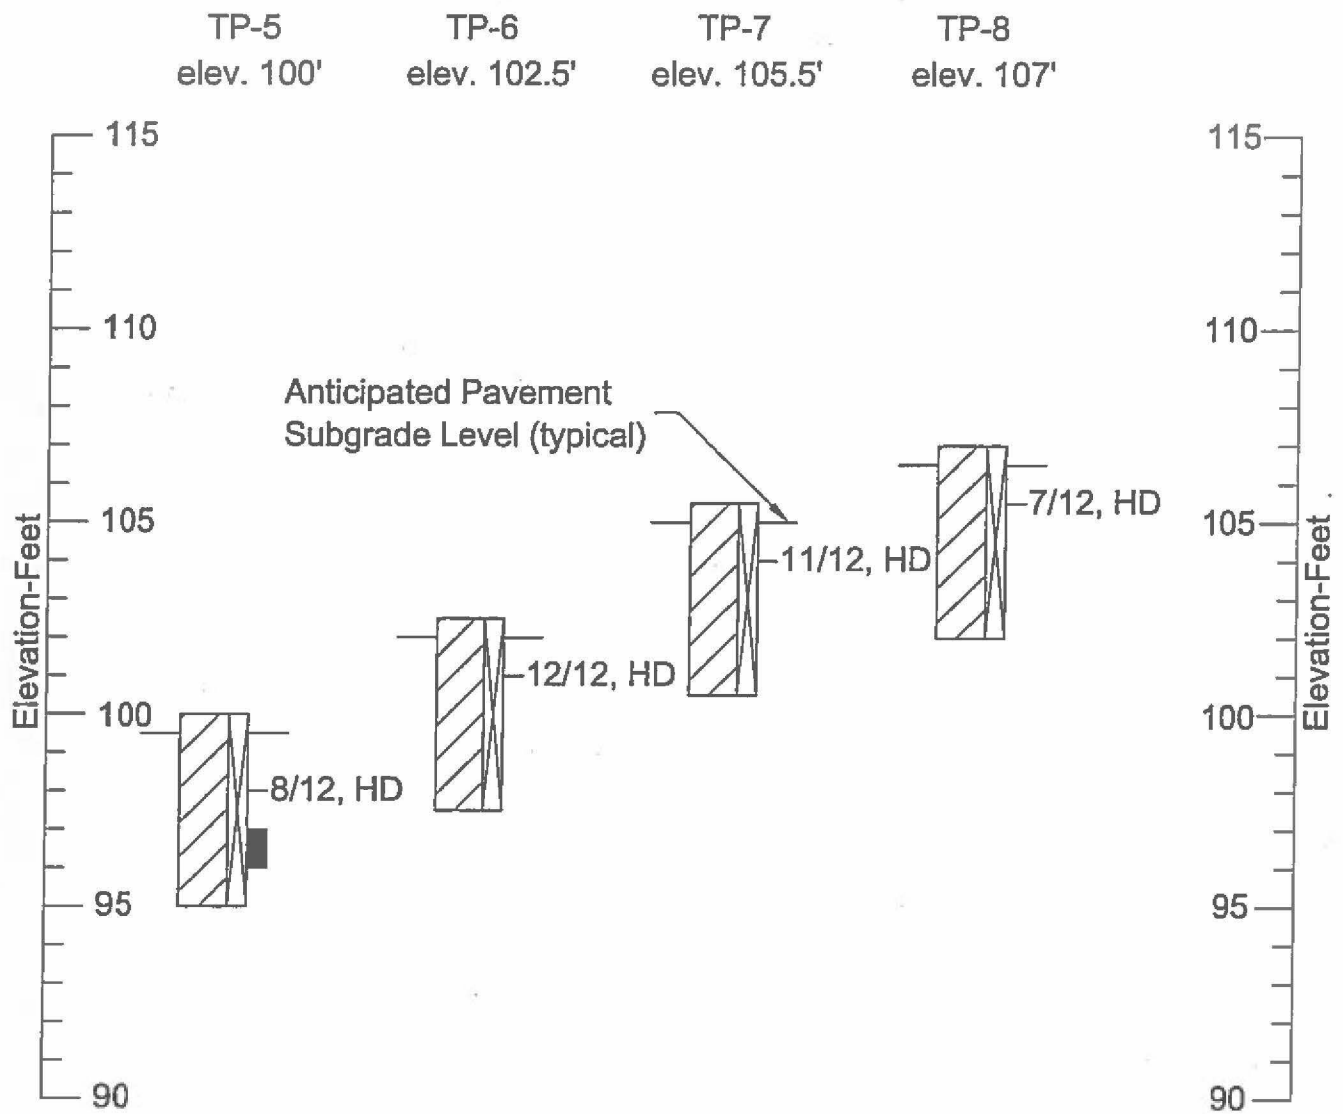 TP-5
elev. 100'
TP-6
elev. 102.5'
TP-7
elev. 105.5'
TP-8
elev. 107'
115
110
105
100
95
90
Elevation-Feet
Anticipated Pavement
Subgrade Level (typical)
8/12, HD
12/12, HD
11/12, HD
7/12, HD
115
110
105
100
95
90
Elevation-Feet